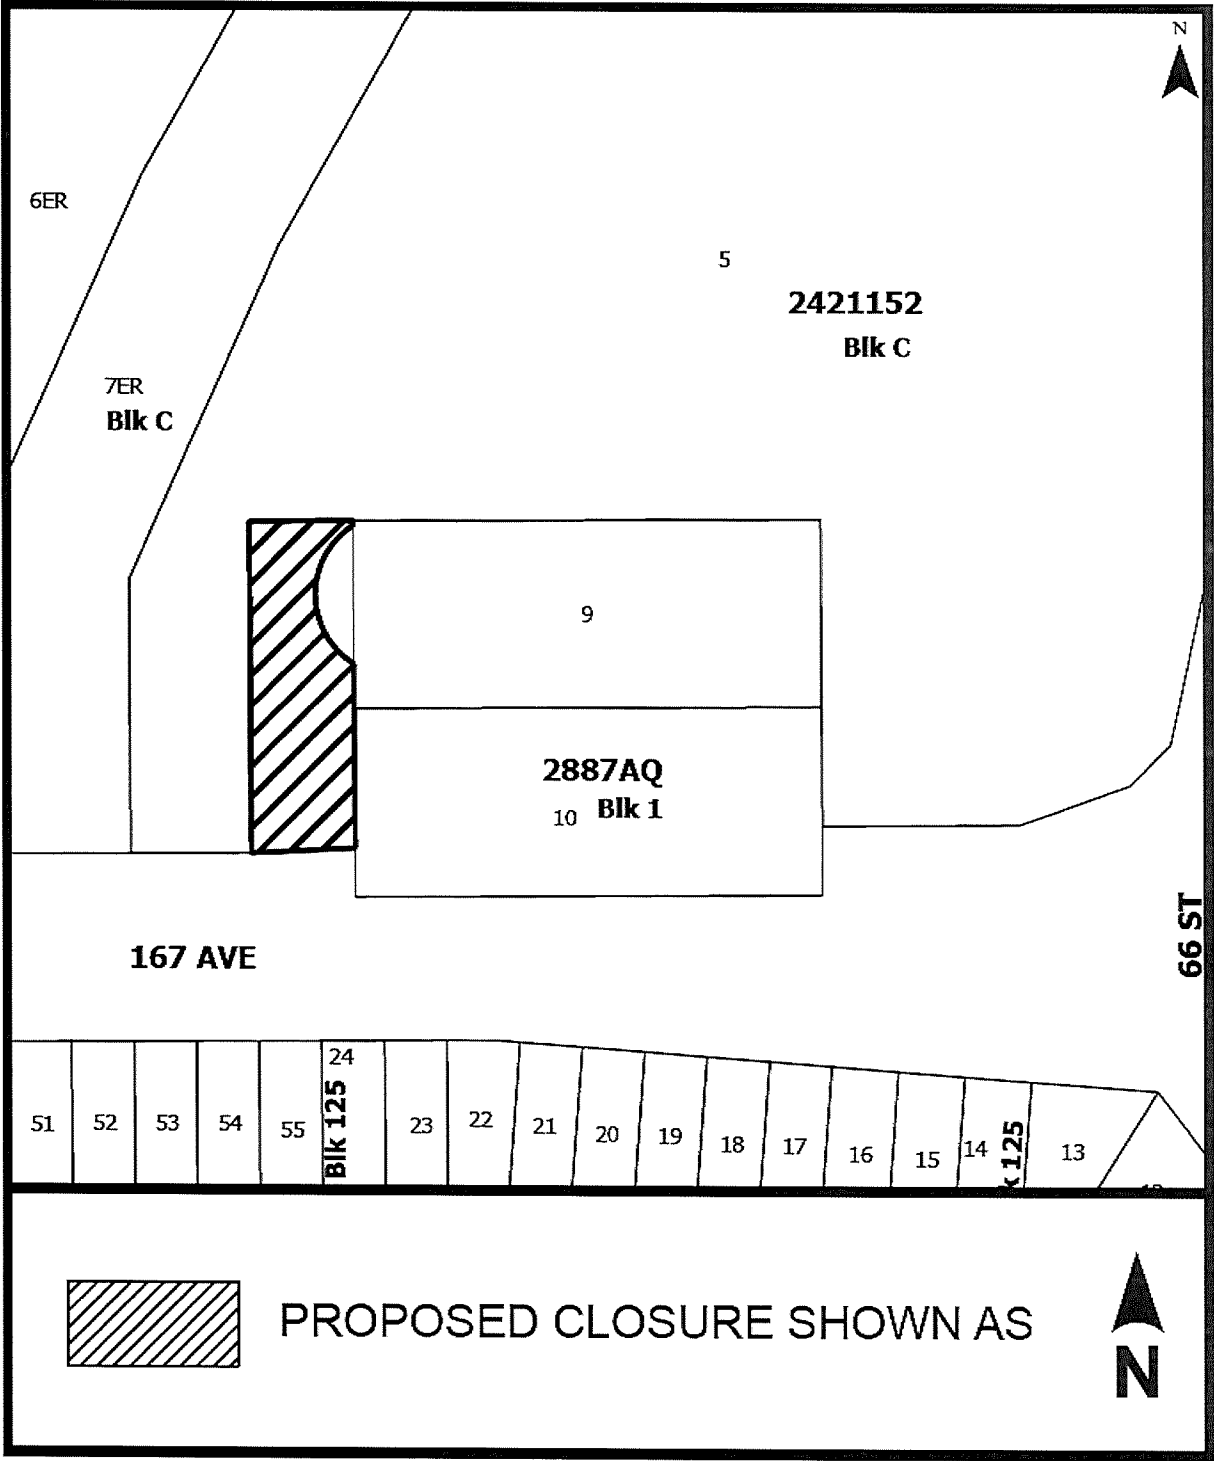 N
6ER
5
2421152
Blk C
7ER
Blk C
9
2887AQ
10 Blk 1
66 ST
167 AVE
24
Blk 125
51 52 53 54 55 23 22 21 20 19 18 17 16 15 14 13
125
PROPOSED CLOSURE SHOWN AS
N